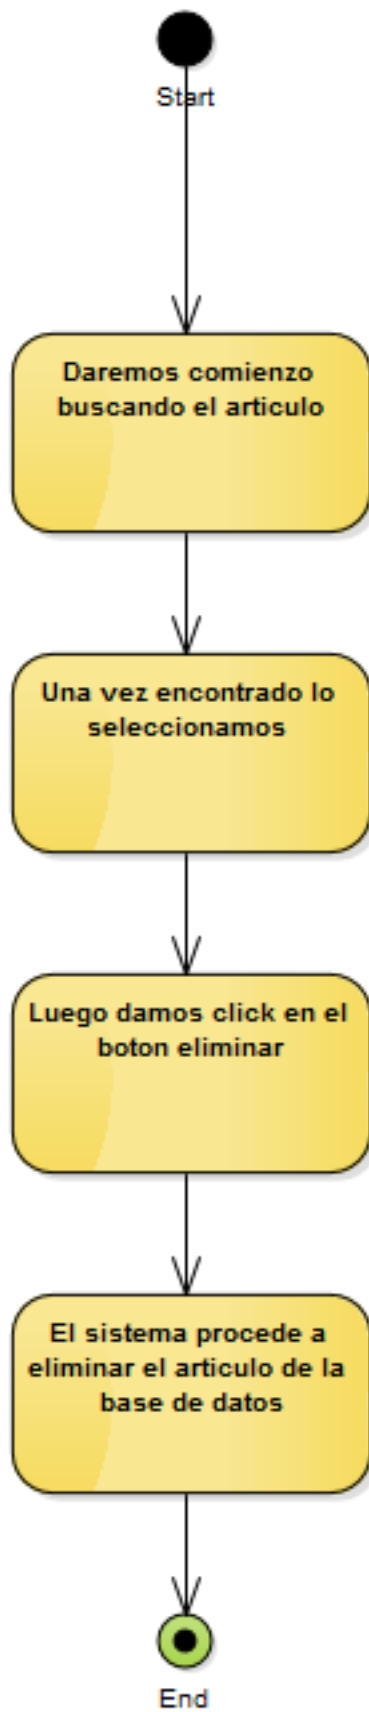 Start
Daremos comienzo
buscando el articulo
Una vez encontrado lo
seleccionamos
Luego damos click en el
boton eliminar
El sistema procede a
eliminar el articulo de la
base de datos
End